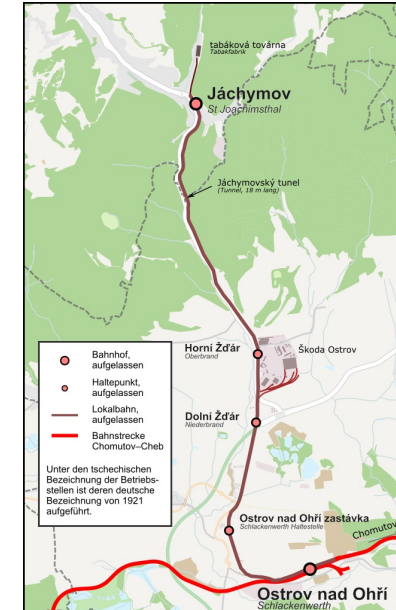 tabáková továrna
Tabakfabrik
Jáchymov
St Joachimsthal
Jáchymovský tunel
(Tunnel, 18 m lang)
Horní Žďár
Oberbrand
Škoda Ostrov
Dolní Žďár
Niederbrand
Bahnhof,
aufgelassen
Haltepunkt,
aufgelassen
Lokalbahn,
aufgelassen
Bahnstrecke
Chomutov–Cheb
Unter den tschechischen
Bezeichnung der Betriebs-
stellen ist deren deutsche
Bezeichnung von 1921
aufgeführt.
Ostrov nad Ohří zastávka
Schlackenwerth Haltestelle
Chomutov
Ostrov nad Ohří
Schlackenwerth